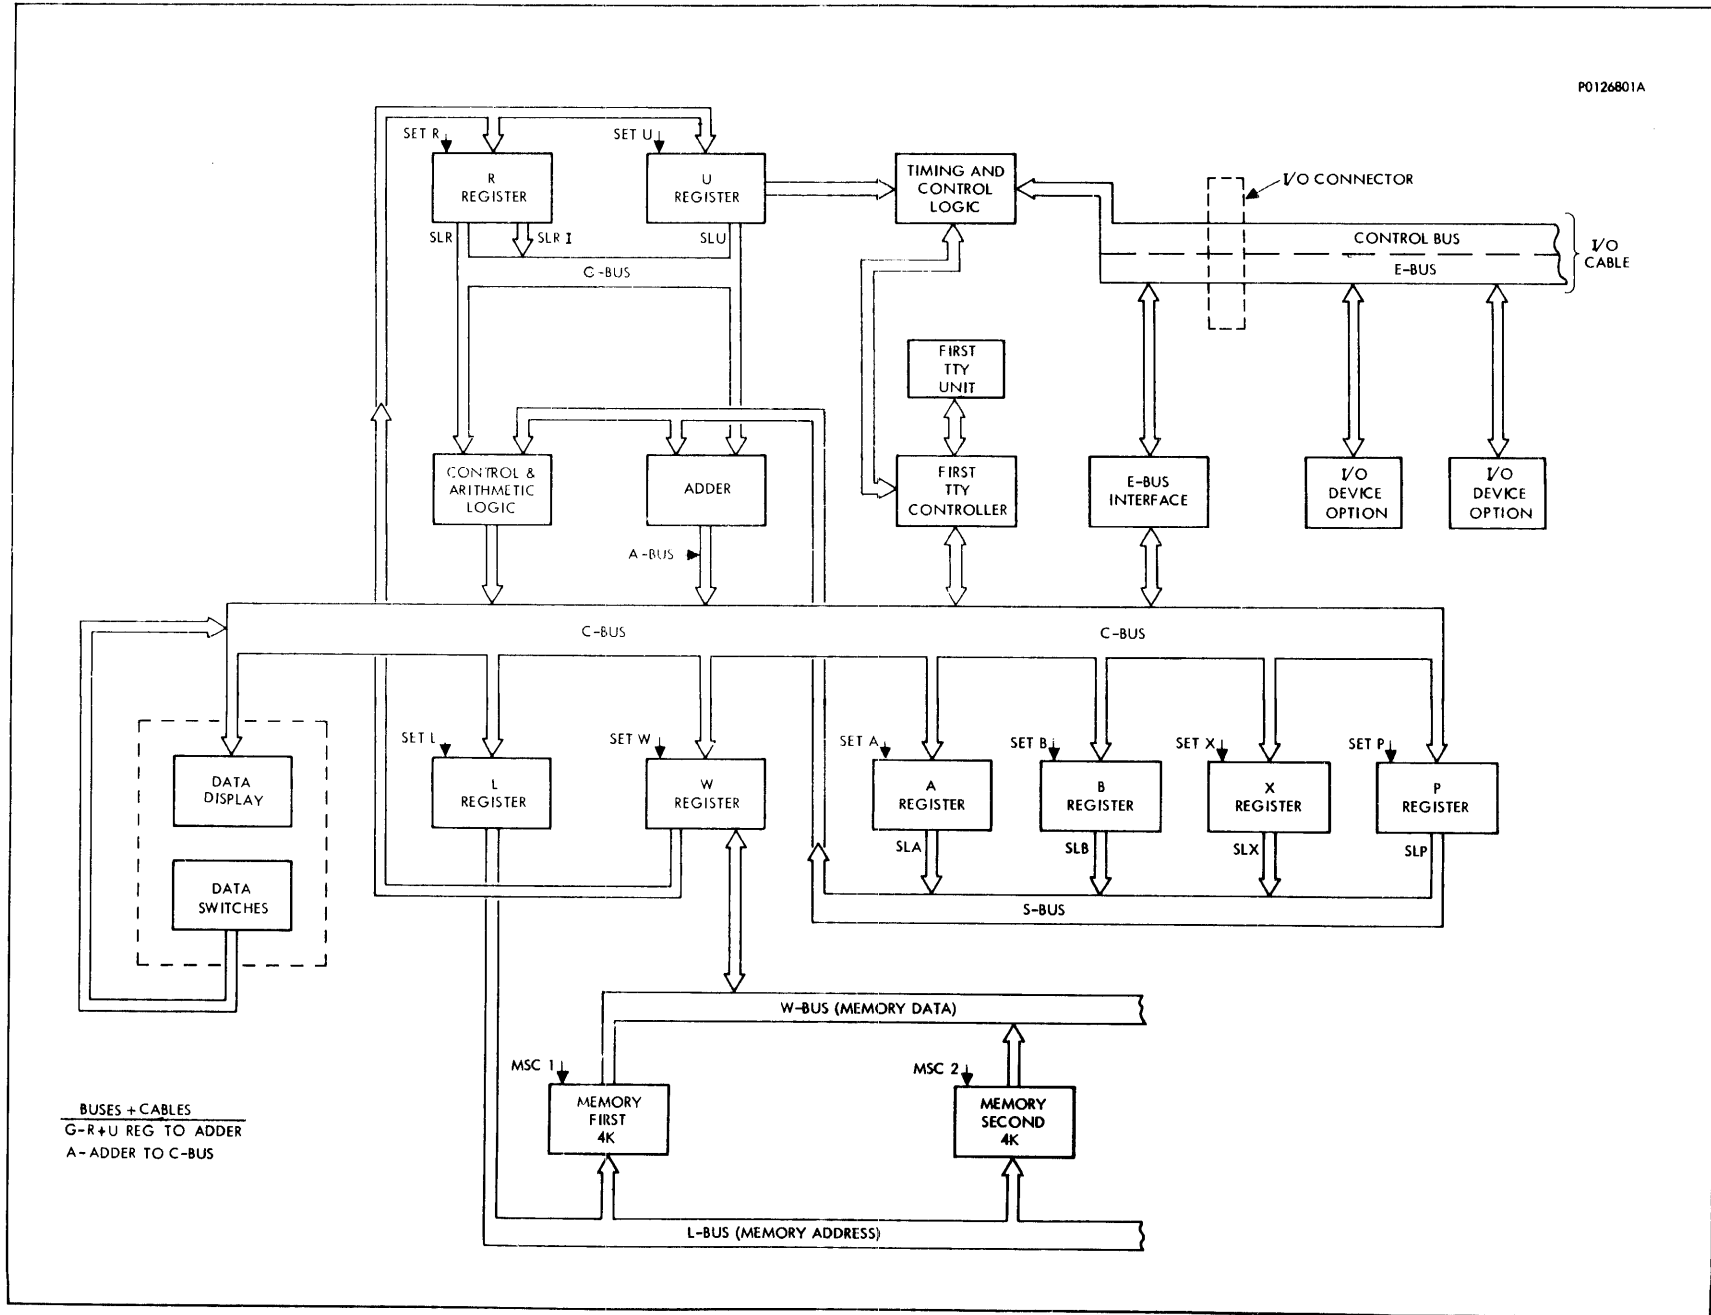 P0126801A
SET R
SET U
R
REGISTER
U
REGISTER
TIMING AND
CONTROL
LOGIC
I/O CONNECTOR
SLR
SLR I
SLU
G-BUS
CONTROL BUS
E-BUS
I/O
CABLE
FIRST
TTY
UNIT
CONTROL &
ARITHMETIC
LOGIC
ADDER
FIRST
TTY
CONTROLLER
E-BUS
INTERFACE
I/O
DEVICE
OPTION
I/O
DEVICE
OPTION
A-BUS
C-BUS
C-BUS
SET L
SET W
SET A
SET B
SET X
SET P
DATA
DISPLAY
L
REGISTER
W
REGISTER
A
REGISTER
B
REGISTER
X
REGISTER
P
REGISTER
SLA
SLB
SLX
SLP
DATA
SWITCHES
S-BUS
W-BUS (MEMORY DATA)
MSC 1
MSC 2
MEMORY
FIRST
4K
MEMORY
SECOND
4K
BUSES + CABLES
G-R+U REG TO ADDER
A-ADDER TO C-BUS
L-BUS (MEMORY ADDRESS)